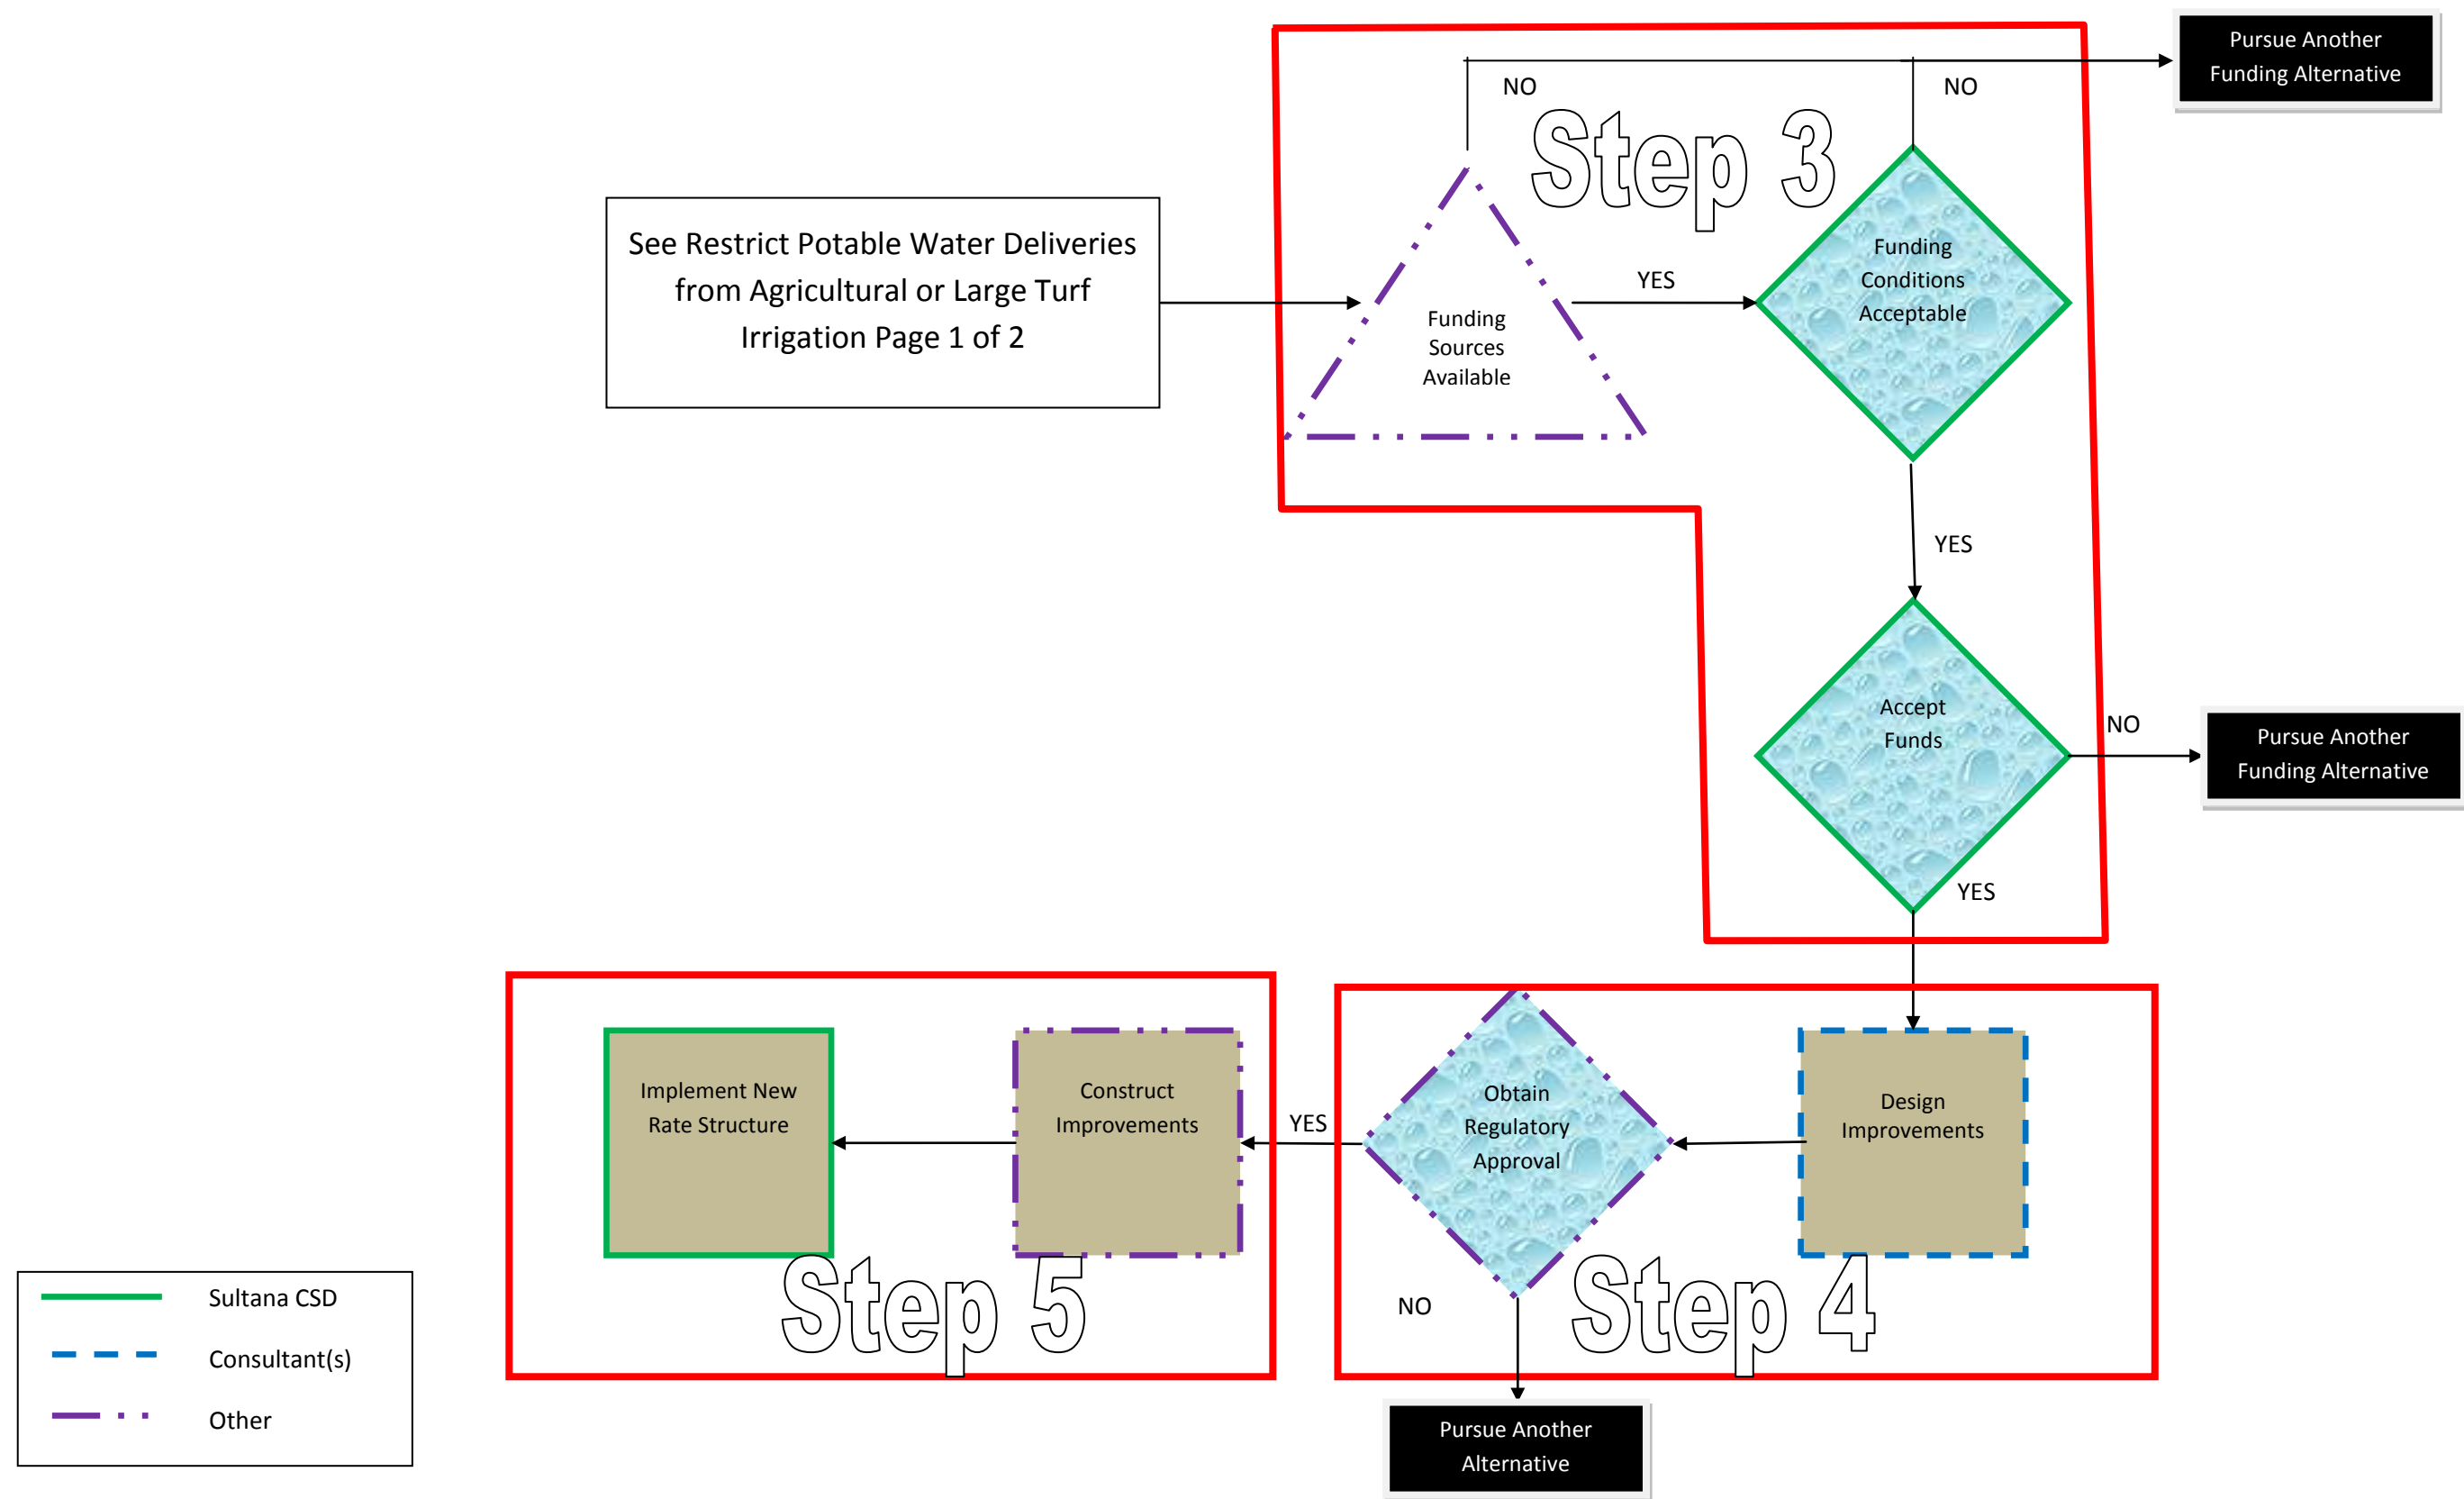 Pursue Another
Funding Alternative
NO
NO
Step 3
See Restrict Potable Water Deliveries
from Agricultural or Large Turf
Irrigation Page 1 of 2
Funding
Sources
Available
YES
Funding
Conditions
Acceptable
YES
Accept
Funds
NO
Pursue Another
Funding Alternative
YES
Design
Improvements
Obtain
Regulatory
Approval
YES
Construct
Improvements
Implement New
Rate Structure
Step 5
NO
Step 4
Pursue Another
Alternative
Sultana CSD
Consultant(s)
Other